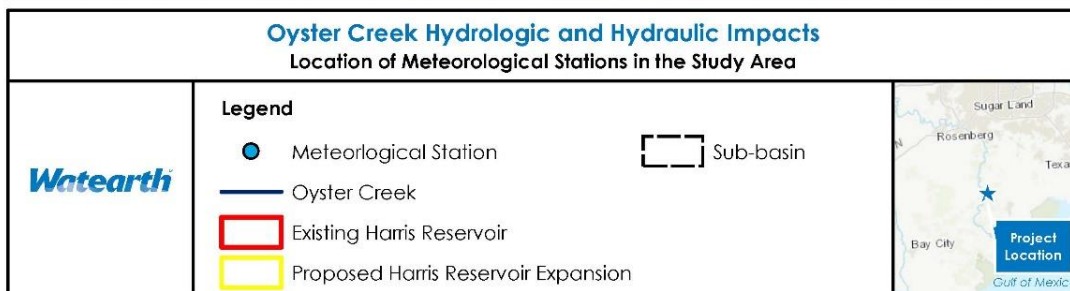 Oyster Creek Hydrologic and Hydraulic Impacts
Location of Meteorological Stations in the Study Area
Watearth
Legend
Meteorlogical Station
Sub-basin
Oyster Creek
Existing Harris Reservoir
Proposed Harris Reservoir Expansion
Sugar Land
Rosenberg
Texa
Bay City
Project
Location
Gulf of Mexic